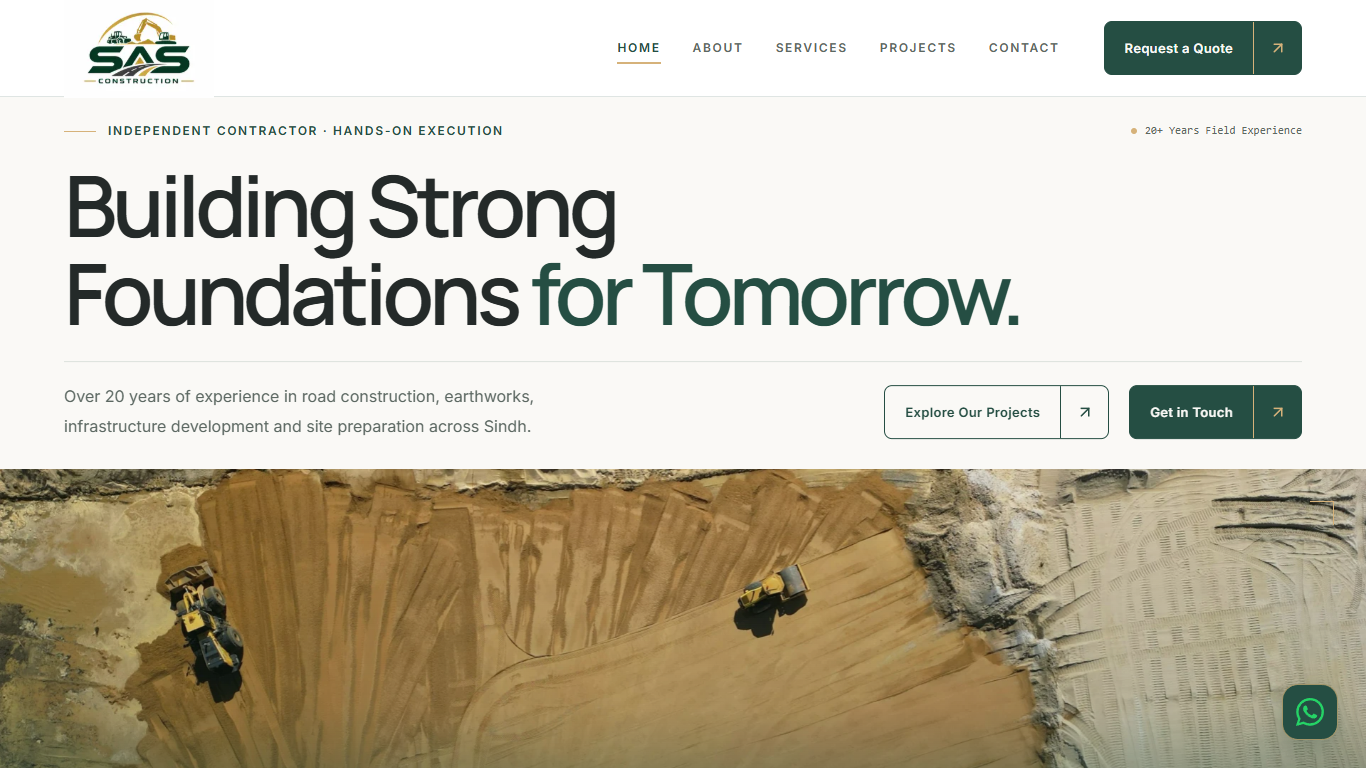 SAS
CONSTRUCTION
HOME
ABOUT
SERVICES
PROJECTS
CONTACT
Request a Quote
INDEPENDENT CONTRACTOR · HANDS-ON EXECUTION
20+ Years Field Experience
Building Strong
Foundations for Tomorrow.
Over 20 years of experience in road construction, earthworks,
infrastructure development and site preparation across Sindh.
Explore Our Projects
Get in Touch